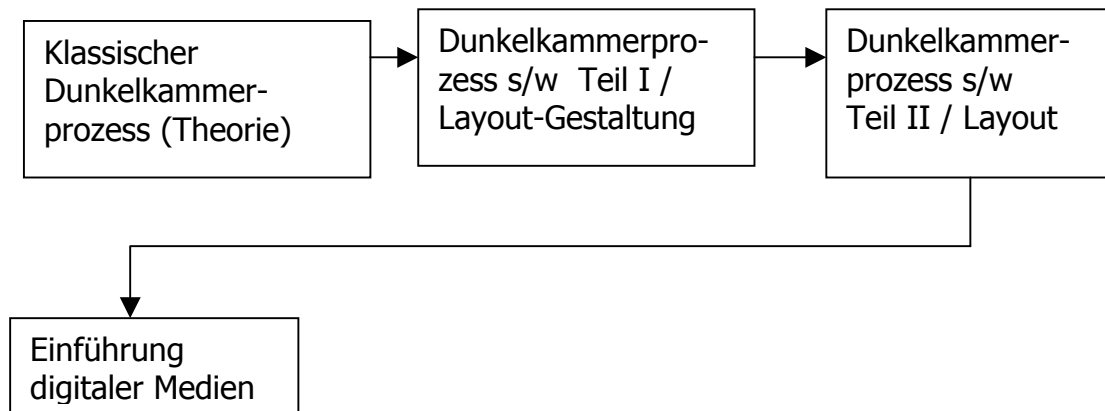 Klassischer
Dunkelkammer-
prozess (Theorie)
Dunkelkammerpro-
zess s/w  Teil I /
Layout-Gestaltung
Dunkelkammer-
prozess s/w
Teil II / Layout
Einführung
digitaler Medien